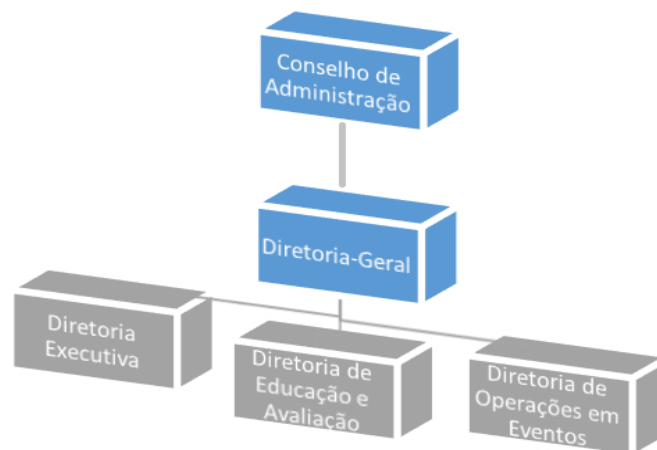 Conselho de
Administração
Diretoria-Geral
Diretoria
Executiva
Diretoria de
Educação e
Avaliação
Diretoria de
Operações em
Eventos